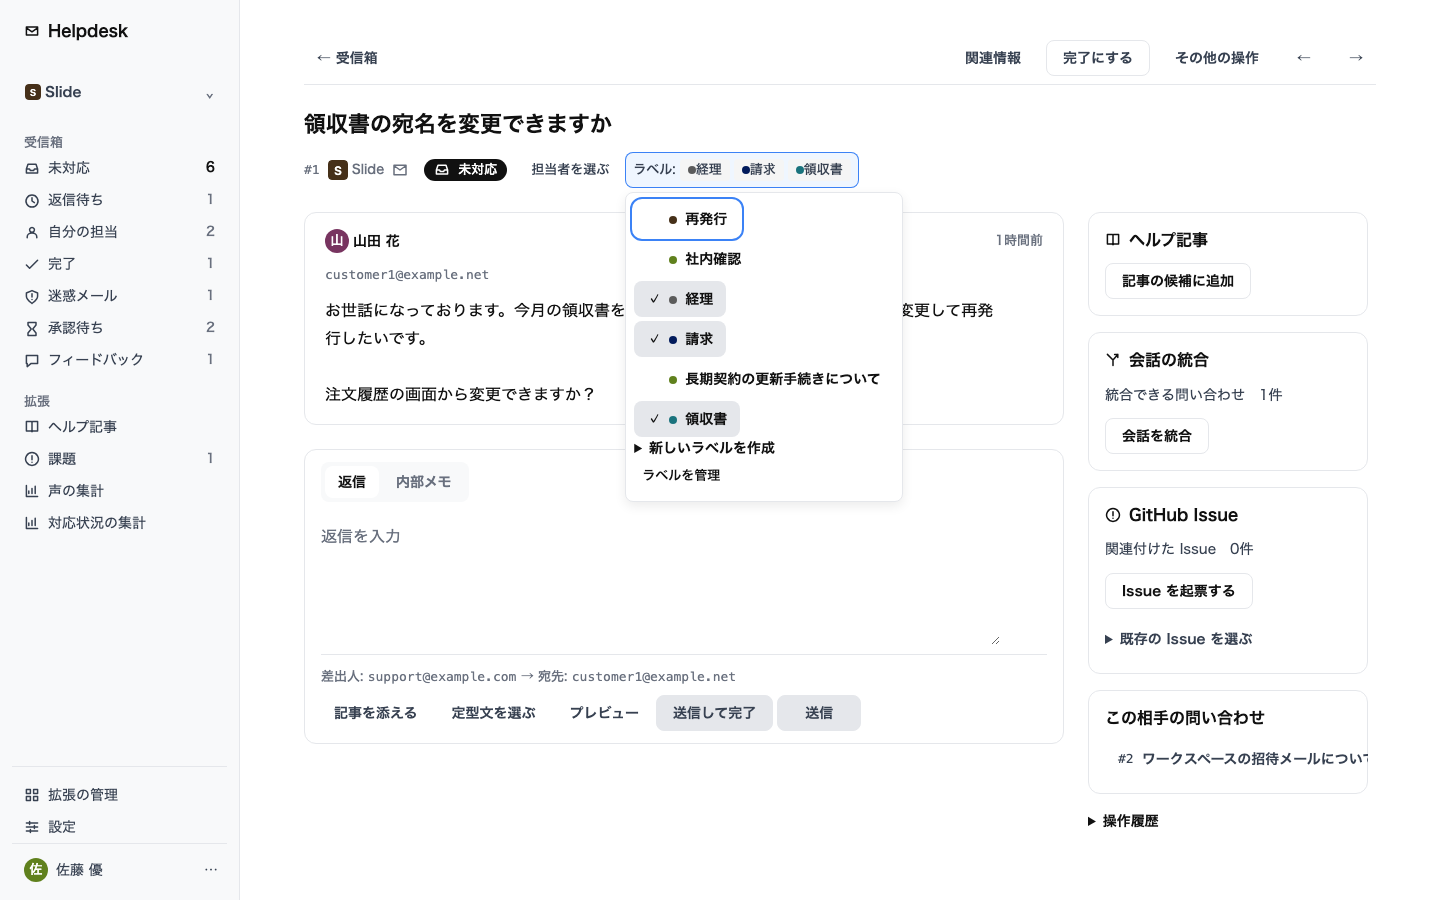 Helpdesk
S Slide
受信箱
未対応 6
返信待ち 1
自分の担当 2
完了 1
迷惑メール 1
承認待ち 2
フィードバック 1
拡張
ヘルプ記事
課題 1
声の集計
対応状況の集計
拡張の管理
設定
佐 佐藤 優 …
← 受信箱
関連情報 完了にする その他の操作 ← →
領収書の宛名を変更できますか
#1 S Slide 未対応 担当者を選ぶ ラベル: 経理 請求 領収書
再発行
社内確認
✓ 経理
✓ 請求
長期契約の更新手続きについて
✓ 領収書
▶ 新しいラベルを作成
ラベルを管理
山 山田 花 1時間前
customer1@example.net
お世話になっております。今月の領収書を 変更して再発
行したいです。
注文履歴の画面から変更できますか？
返信 内部メモ
返信を入力
差出人: support@example.com → 宛先: customer1@example.net
記事を添える 定型文を選ぶ プレビュー 送信して完了 送信
ヘルプ記事
記事の候補に追加
会話の統合
統合できる問い合わせ 1件
会話を統合
GitHub Issue
関連付けた Issue 0件
Issue を起票する
▶ 既存の Issue を選ぶ
この相手の問い合わせ
#2 ワークスペースの招待メールについて
▶ 操作履歴